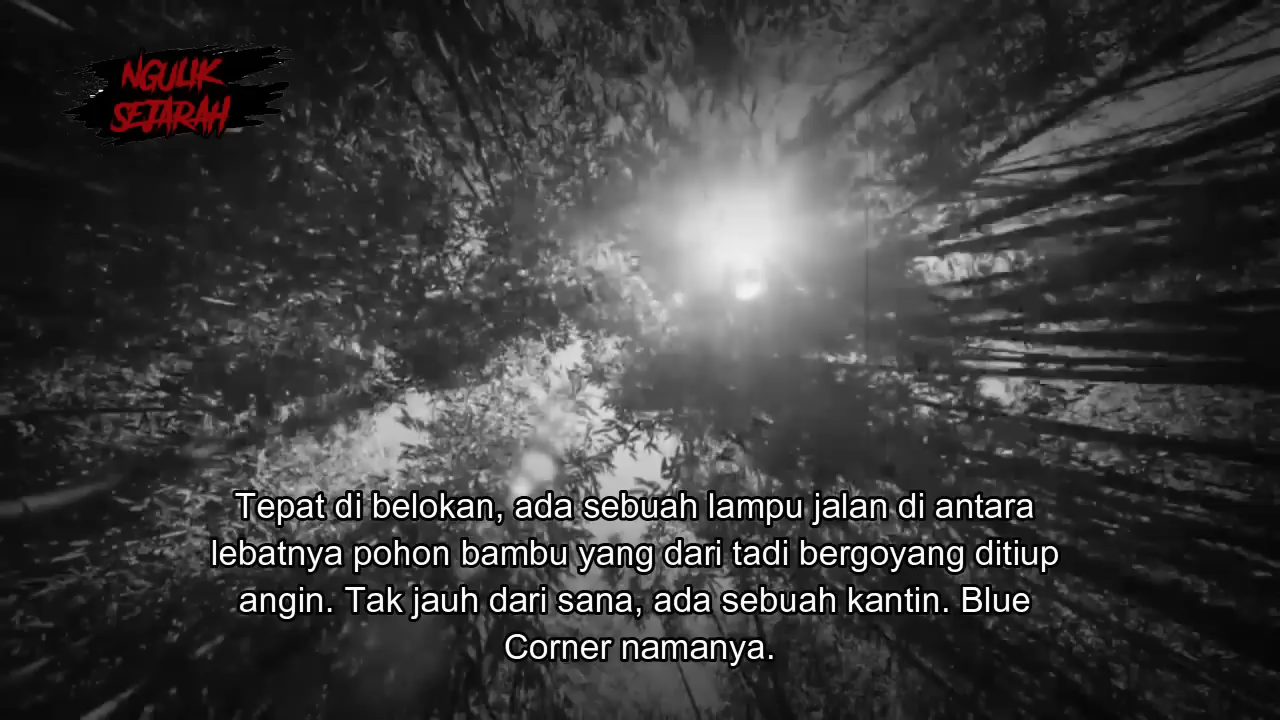 NGULIK
SEJARAH
Tepat di belokan, ada sebuah lampu jalan di antara
lebatnya pohon bambu yang dari tadi bergoyang ditiup
angin. Tak jauh dari sana, ada sebuah kantin. Blue
Corner namanya.